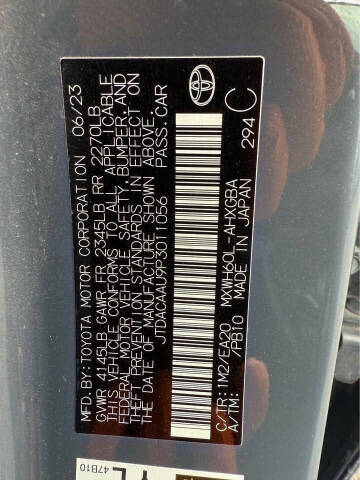 MFD. BY: TOYOTA MOTOR CORPORATION 06/23
GVWR 4145LB GAWR FR 2345LB RR 2270LB
THIS VEHICLE CONFORMS TO ALL APPLICABLE
FEDERAL MOTOR VEHICLE SAFETY, BUMPER, AND
THEFT PREVENTION STANDARDS IN EFFECT ON
THE DATE OF MANUFACTURE SHOWN ABOVE.
JTDACAAU9P3011056 PASS.CAR
C/TR: 1M2/EA20 MXWH60L-AHXGBA
A/TM: -/PB10 MADE IN JAPAN
294 C
47B10